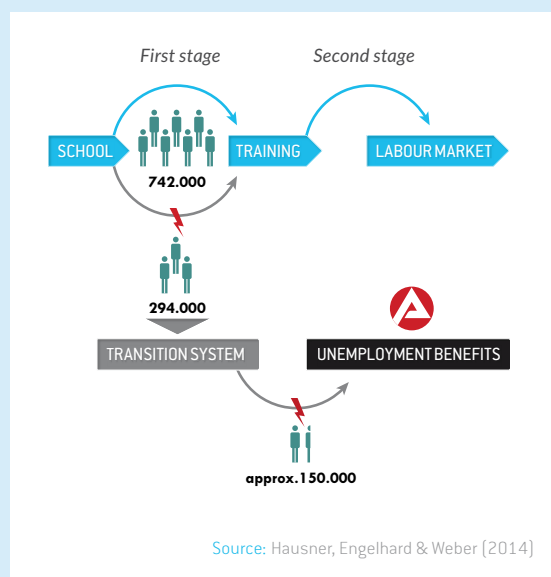 First stage
Second stage
SCHOOL
TRAINING
LABOUR MARKET
742.000
294.000
TRANSITION SYSTEM
UNEMPLOYMENT BENEFITS
approx.150.000
Source: Hausner, Engelhard & Weber (2014)